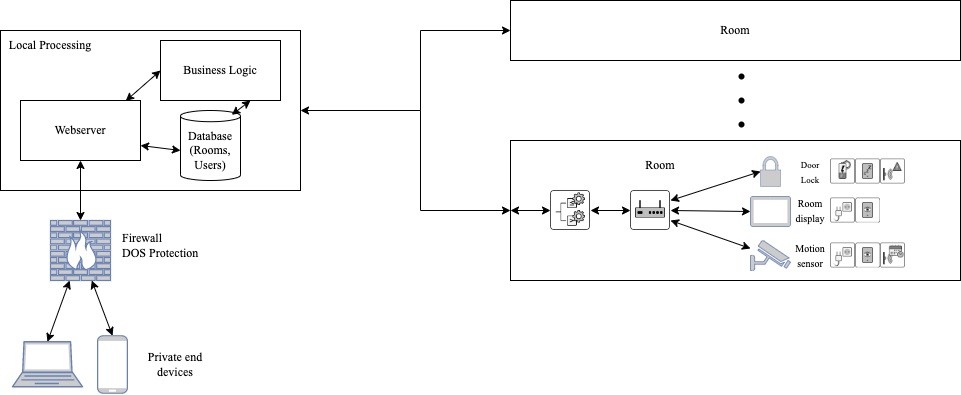 Room
Local Processing
Business Logic
Webserver
Database
(Rooms,
Users)
Room
Door
Lock
Room
display
Motion
sensor
Firewall
DOS Protection
Private end
devices